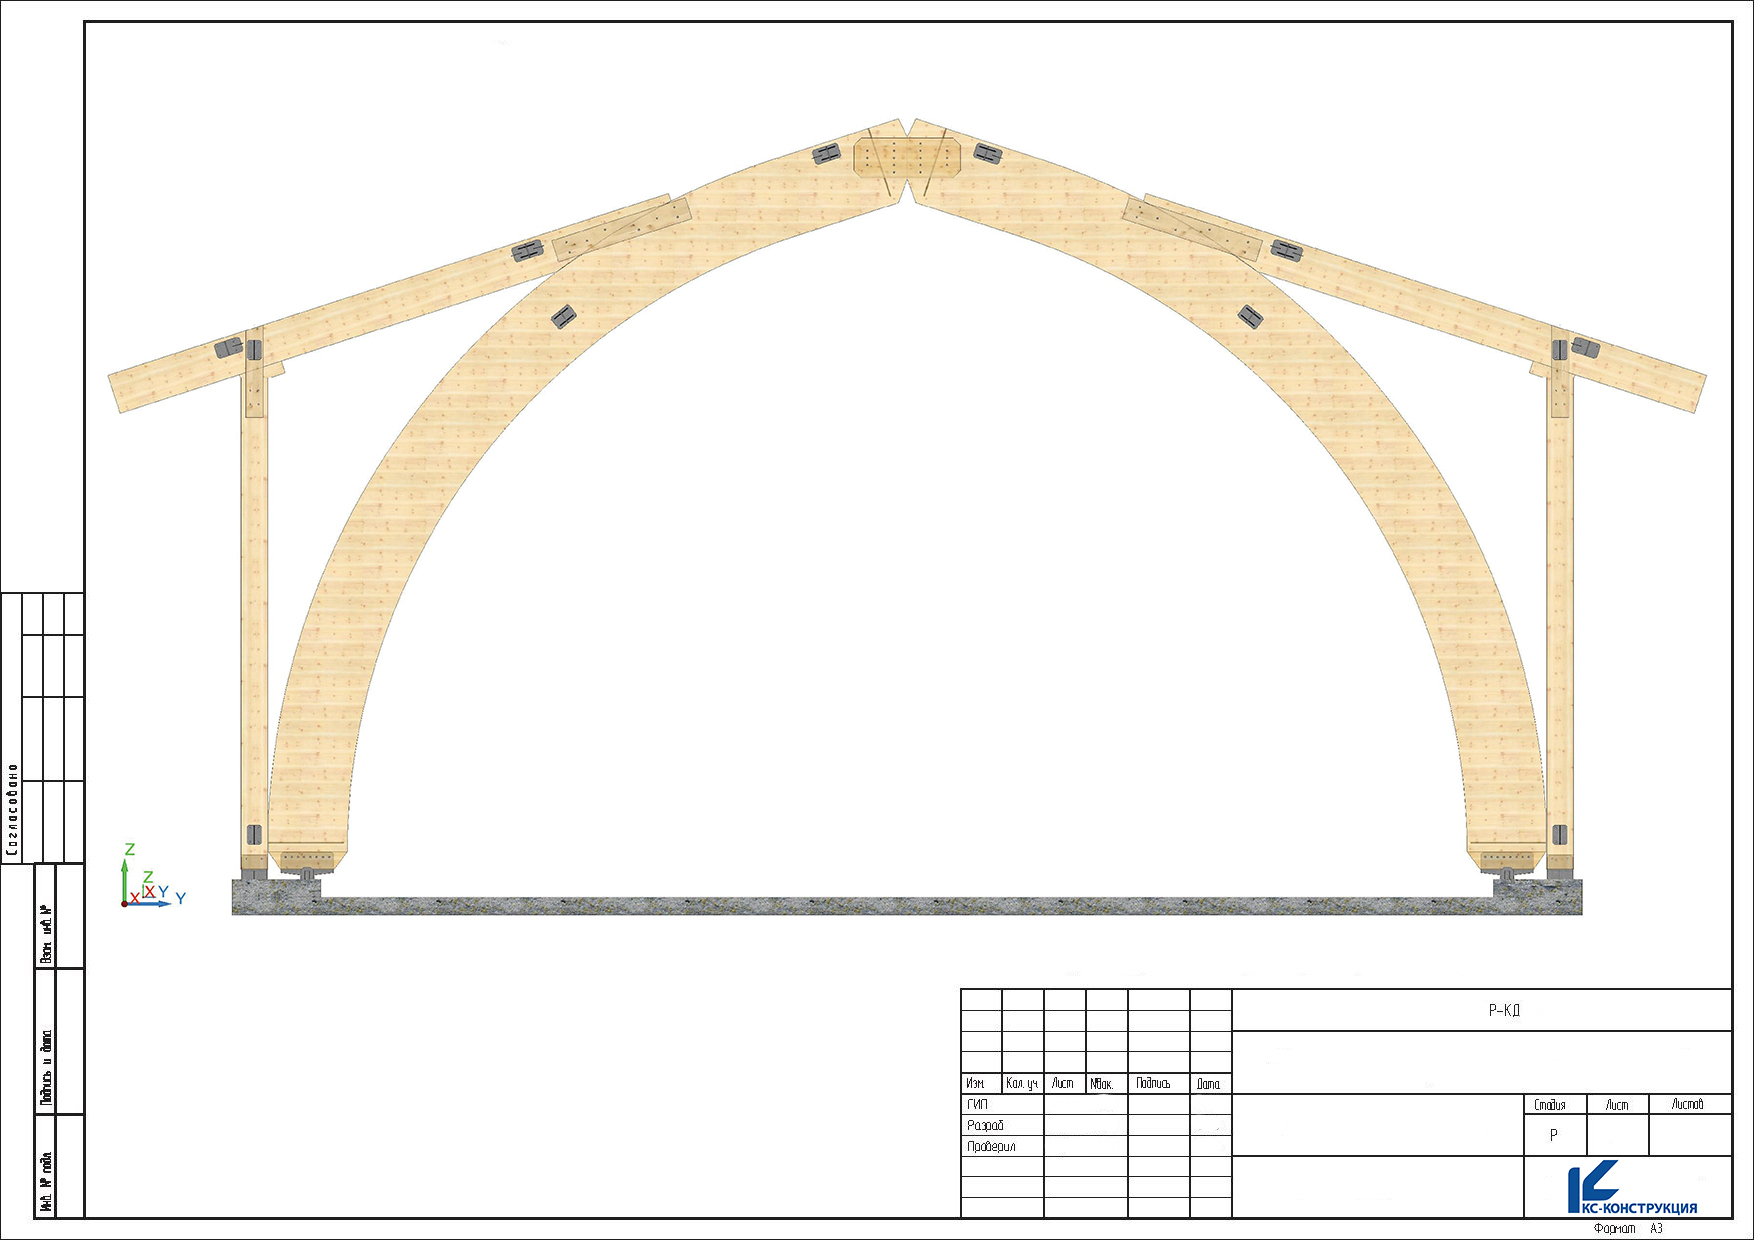 Z
Z
X
X
Y
Y
Согласовано
Взам. инв. №
Подпись и дата
Инв. № подл.
Р-КД
Изм.
Кол. уч
Лист
№док.
Подпись
Дата
ГИП
Разраб
Проверил
Стадия
Лист
Листов
Р
КС-КОНСТРУКЦИЯ
Формат А3